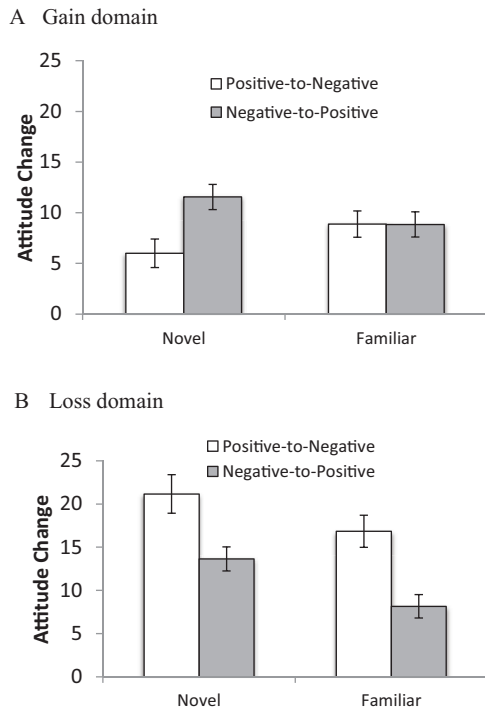 A Gain domain
25
20
15
10
5
0
Attitude Change
Positive-to-Negative
Negative-to-Positive
Novel
Familiar
B Loss domain
25
20
15
10
5
0
Attitude Change
Positive-to-Negative
Negative-to-Positive
Novel
Familiar